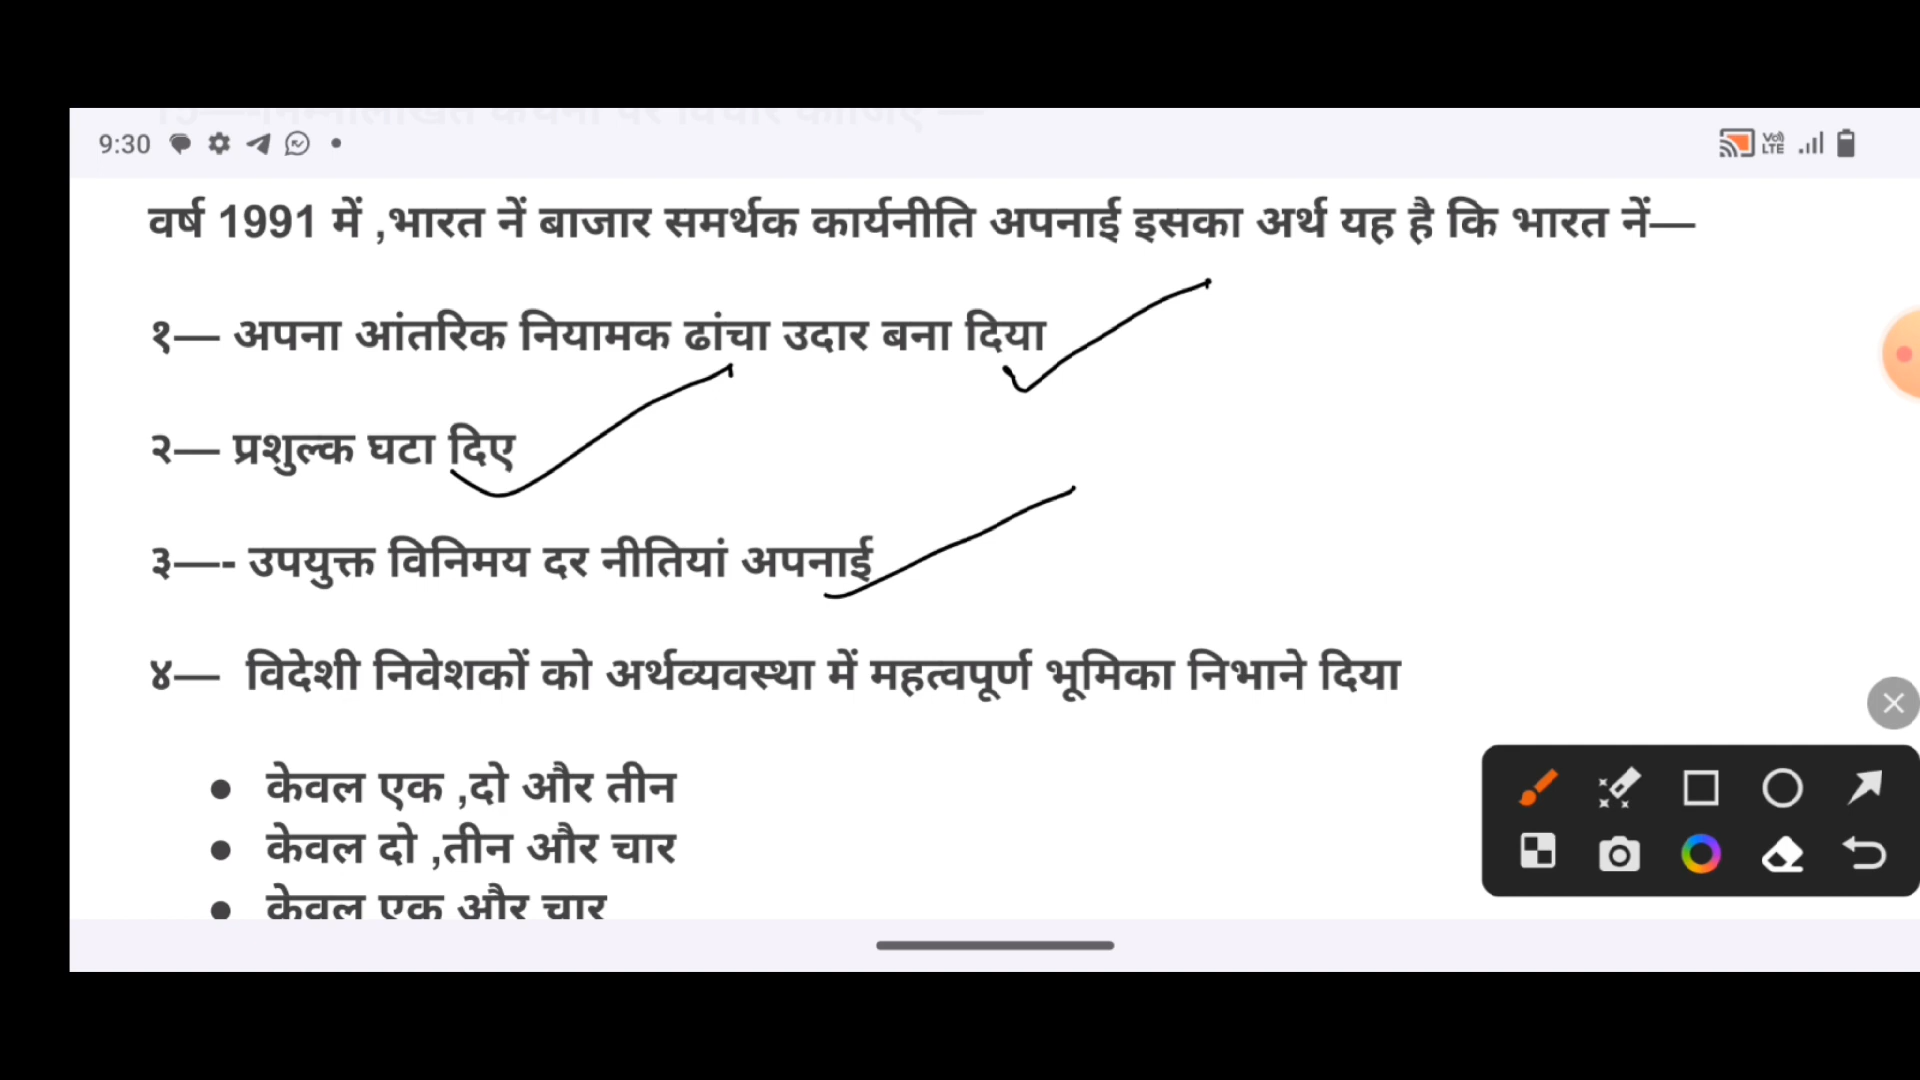 9:30
Vo) LTE
वर्ष 1991 में ,भारत नें बाजार समर्थक कार्यनीति अपनाई इसका अर्थ यह है कि भारत नें—
१— अपना आंतरिक नियामक ढांचा उदार बना दिया
२— प्रशुल्क घटा दिए
३—- उपयुक्त विनिमय दर नीतियां अपनाई
४— विदेशी निवेशकों को अर्थव्यवस्था में महत्वपूर्ण भूमिका निभाने दिया
● केवल एक ,दो और तीन
● केवल दो ,तीन और चार
● केवल एक और चार